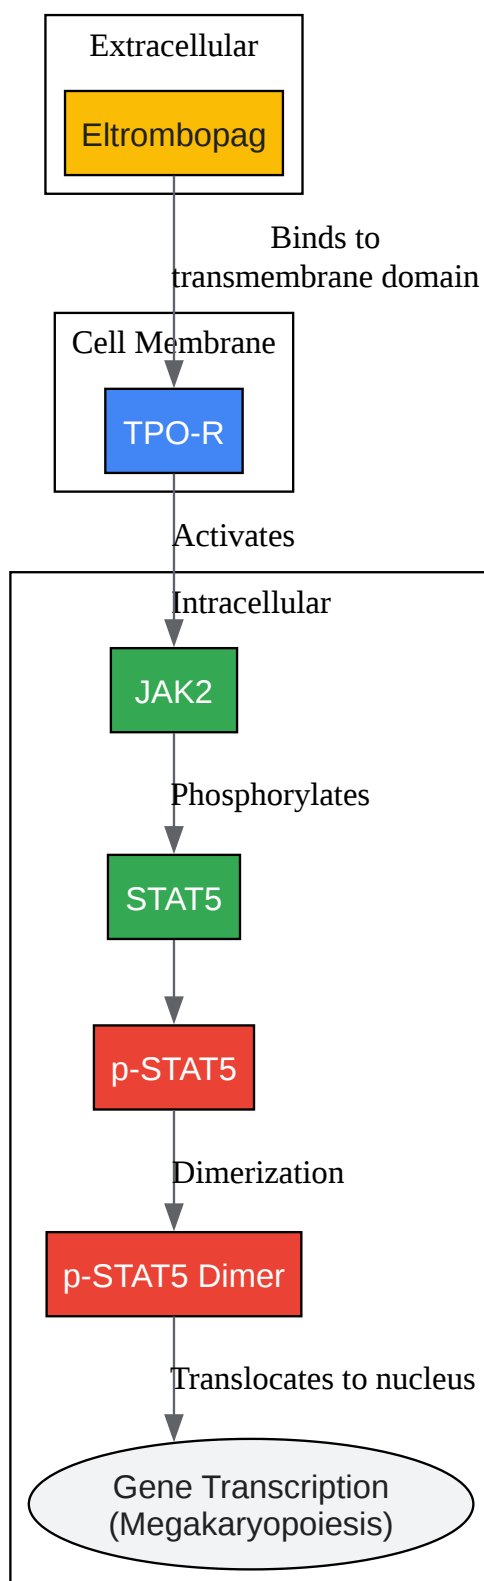 Extracellular
Eltrombopag
Binds to
transmembrane domain
Cell Membrane
TPO-R
Activates
Intracellular
JAK2
Phosphorylates
STAT5
p-STAT5
Dimerization
p-STAT5 Dimer
Translocates to nucleus
Gene Transcription
(Megakaryopoiesis)